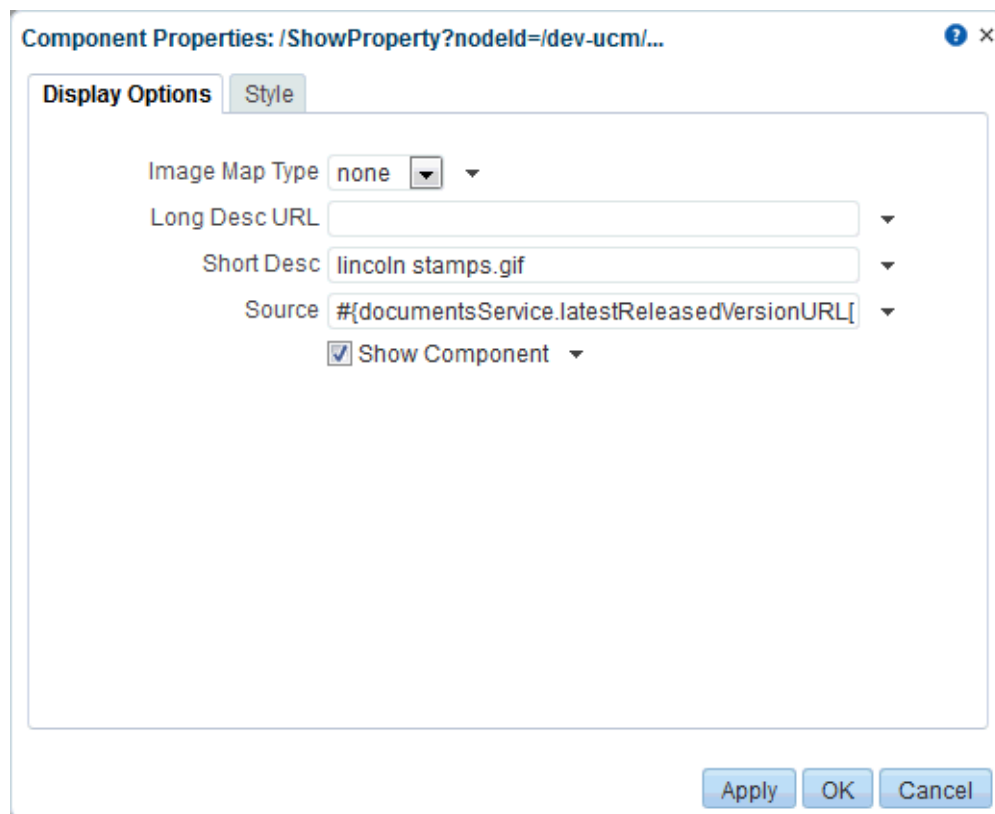 Component Properties: /ShowProperty?nodeId=/dev-ucm/...
Display Options Style
Image Map Type none
Long Desc URL
Short Desc lincoln stamps.gif
Source #{documentsService.latestReleasedVersionURL[
Show Component
Apply OK Cancel